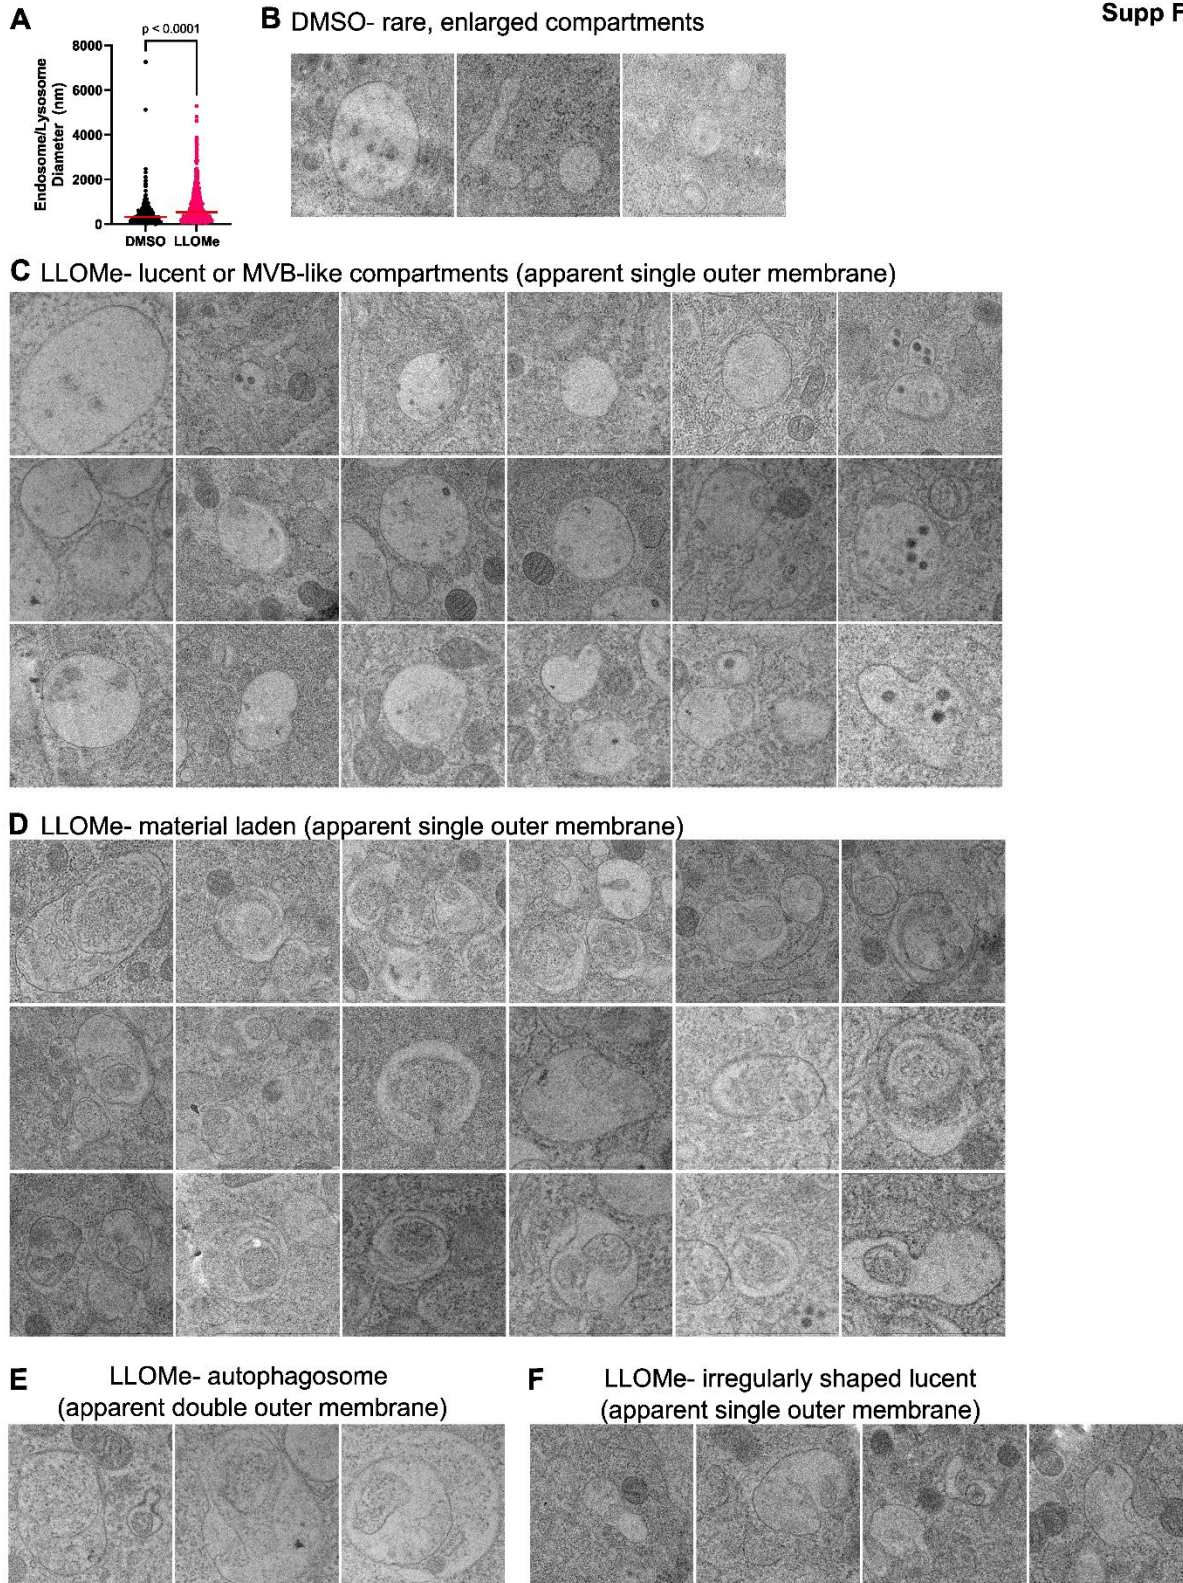 Supp F
A
p < 0.0001
Endosome/Lysosome
Diameter (nm)
8000
6000
4000
2000
0
DMSO LLOMe
B DMSO- rare, enlarged compartments
C LLOMe- lucent or MVB-like compartments (apparent single outer membrane)
D LLOMe- material laden (apparent single outer membrane)
E LLOMe- autophagosome
(apparent double outer membrane)
F LLOMe- irregularly shaped lucent
(apparent single outer membrane)